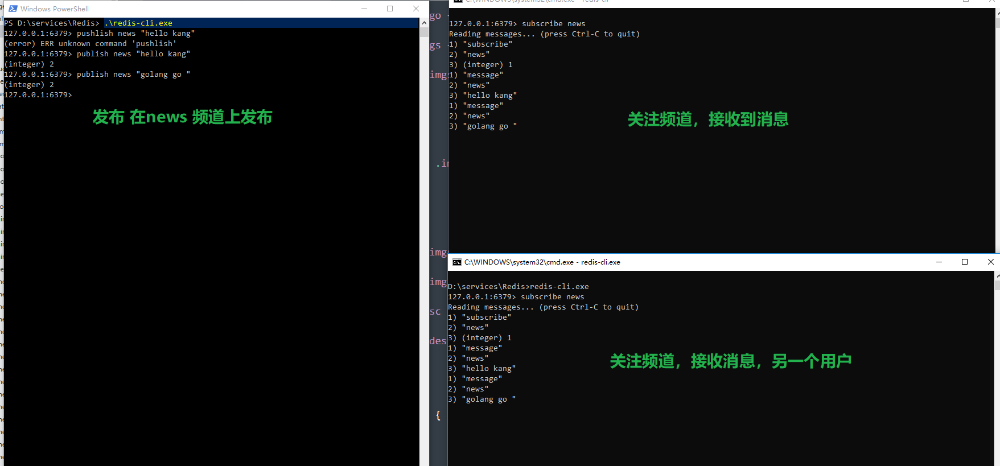 Windows PowerShell
PS D:\services\Redis> .\redis-cli.exe
127.0.0.1:6379> pushlish news "hello kang"
(error) ERR unknown command 'pushlish'
127.0.0.1:6379> publish news "hello kang"
(integer) 2
127.0.0.1:6379> publish news "golang go "
(integer) 2
127.0.0.1:6379>
发布 在news 频道上发布
go
gs
img
.in
img
img
sc
des
{
127.0.0.1:6379> subscribe news
Reading messages... (press Ctrl-C to quit)
1) "subscribe"
2) "news"
3) (integer) 1
1) "message"
2) "news"
3) "hello kang"
1) "message"
2) "news"
3) "golang go "
关注频道，接收到消息
C:\WINDOWS\system32\cmd.exe - redis-cli.exe
D:\services\Redis>redis-cli.exe
127.0.0.1:6379> subscribe news
Reading messages... (press Ctrl-C to quit)
1) "subscribe"
2) "news"
3) (integer) 1
1) "message"
2) "news"
3) "hello kang"
1) "message"
2) "news"
3) "golang go "
关注频道，接收消息，另一个用户